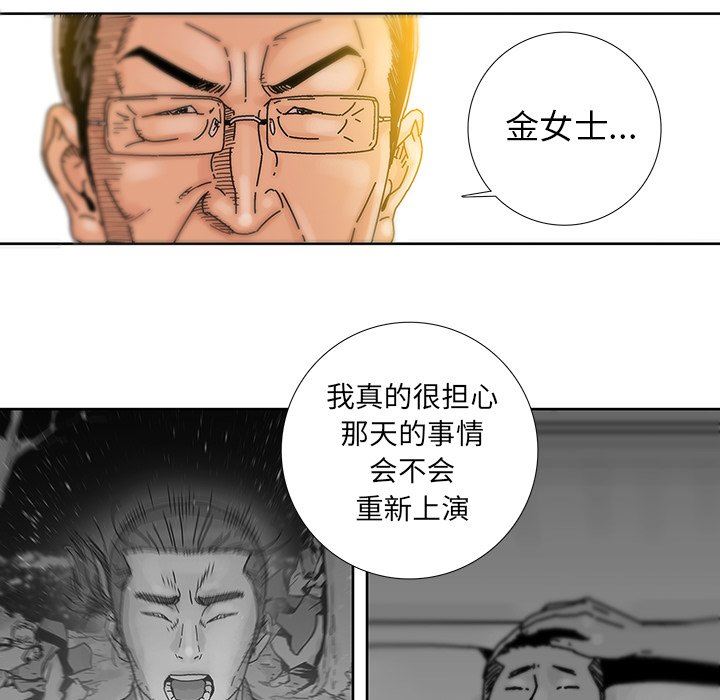 金女士...
我真的很担心
那天的事情
会不会
重新上演